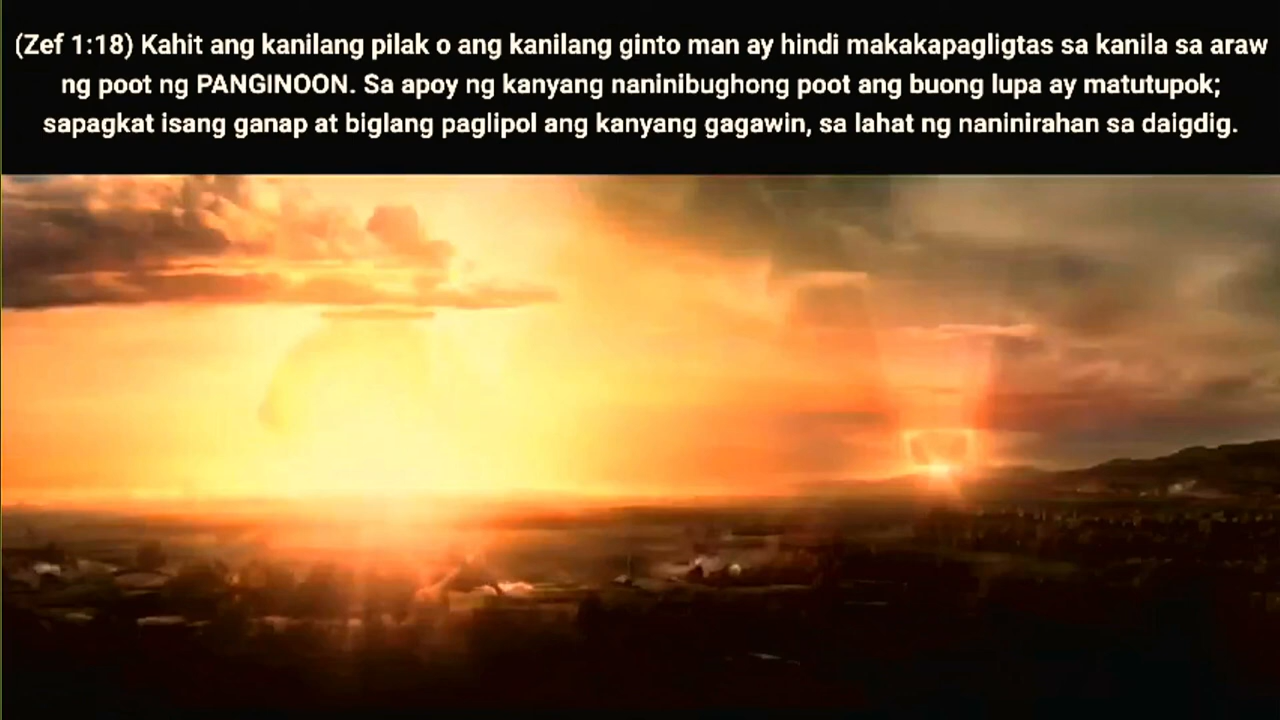 (Zef 1:18) Kahit ang kanilang pilak o ang kanilang ginto man ay hindi makakapagligtas sa kanila sa araw
ng poot ng PANGINOON. Sa apoy ng kanyang naninibughong poot ang buong lupa ay matutupok;
sapagkat isang ganap at biglang paglipol ang kanyang gagawin, sa lahat ng naninirahan sa daigdig.